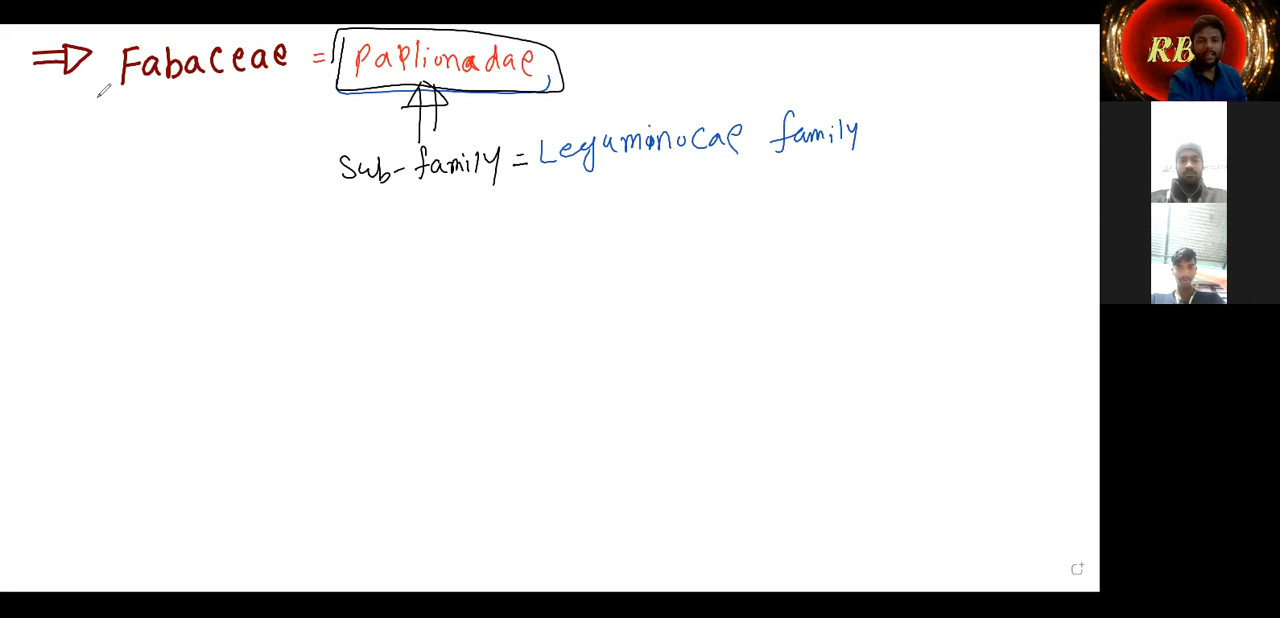 ⇒ Fabaceae = Paplionadae
Sub-family = Leguminocae family
RB